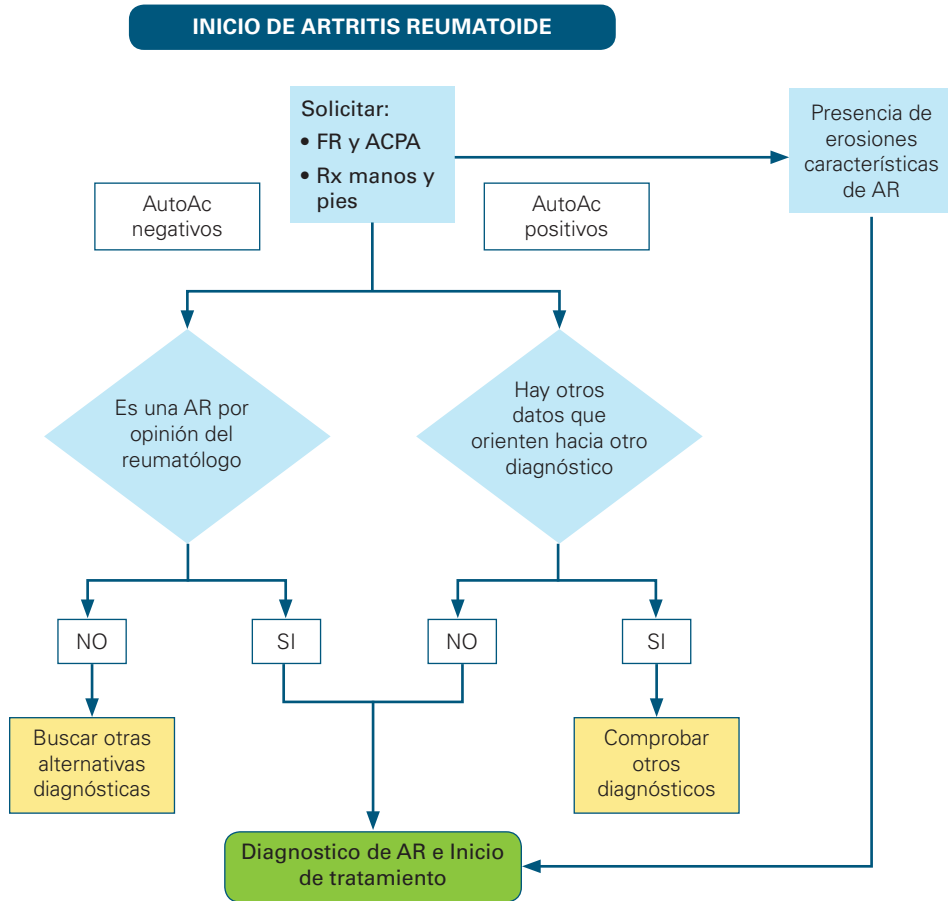 INICIO DE ARTRITIS REUMATOIDE
Solicitar:
• FR y ACPA
• Rx manos y
pies
Presencia de
erosiones
características
de AR
AutoAc
negativos
AutoAc
positivos
Es una AR por
opinión del
reumatólogo
Hay otros
datos que
orienten hacia otro
diagnóstico
NO
SI
NO
SI
Buscar otras
alternativas
diagnósticas
Comprobar
otros
diagnósticos
Diagnostico de AR e Inicio
de tratamiento